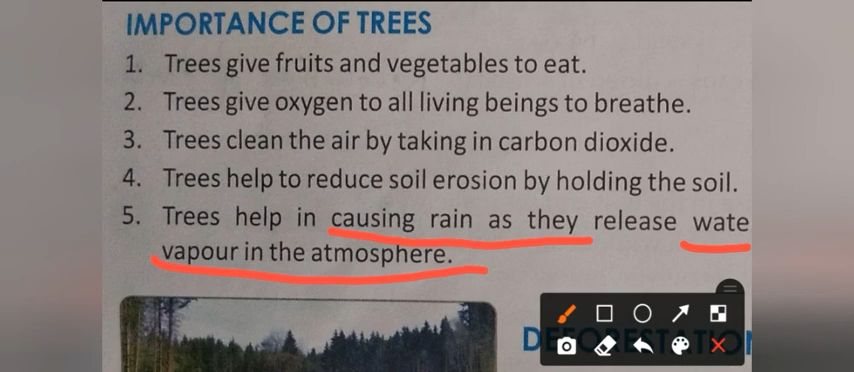 IMPORTANCE OF TREES
1. Trees give fruits and vegetables to eat.
2. Trees give oxygen to all living beings to breathe.
3. Trees clean the air by taking in carbon dioxide.
4. Trees help to reduce soil erosion by holding the soil.
5. Trees help in causing rain as they release wate
vapour in the atmosphere.